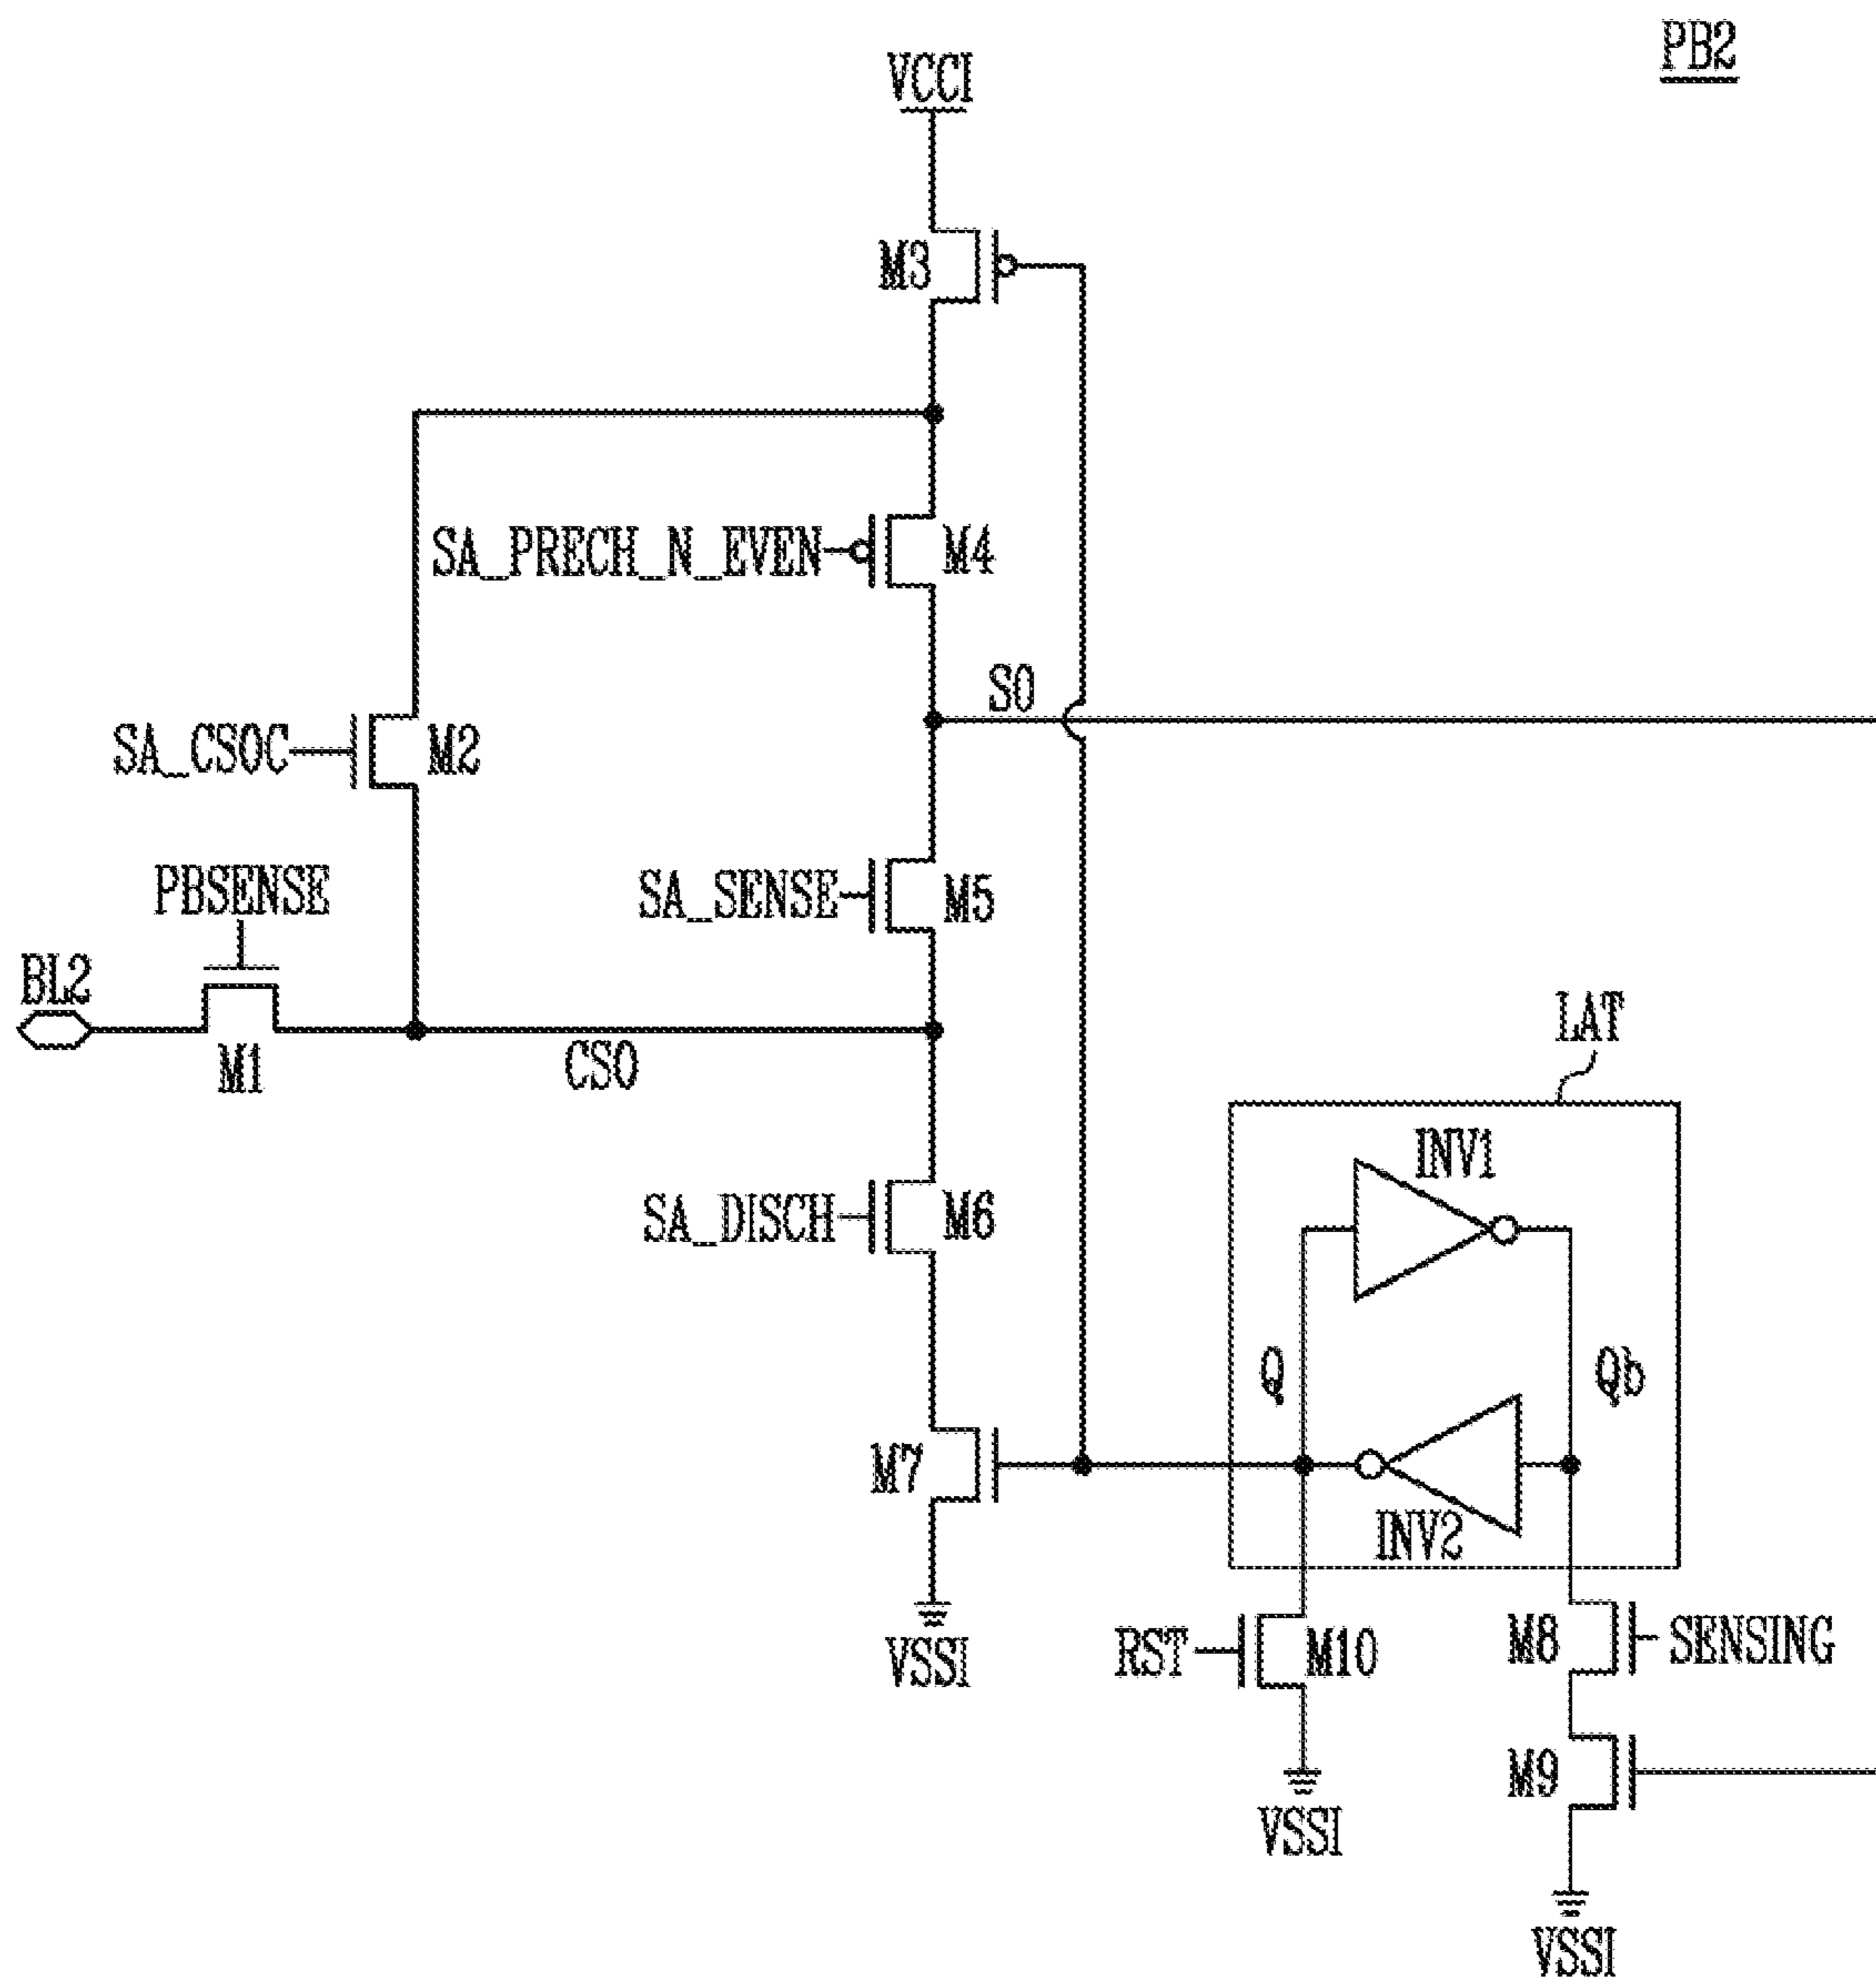 PB2
VCCI
M3
SA_PRECH_N_EVEN
M4
SO
SA_CSOC
M2
PBSENSE
SA_SENSE
M5
BL2
M1
CSO
LAT
INV1
SA_DISCH
M6
Q
Qb
M7
INV2
VSSI
RST
M10
M8
SENSING
M9
VSSI
VSSI